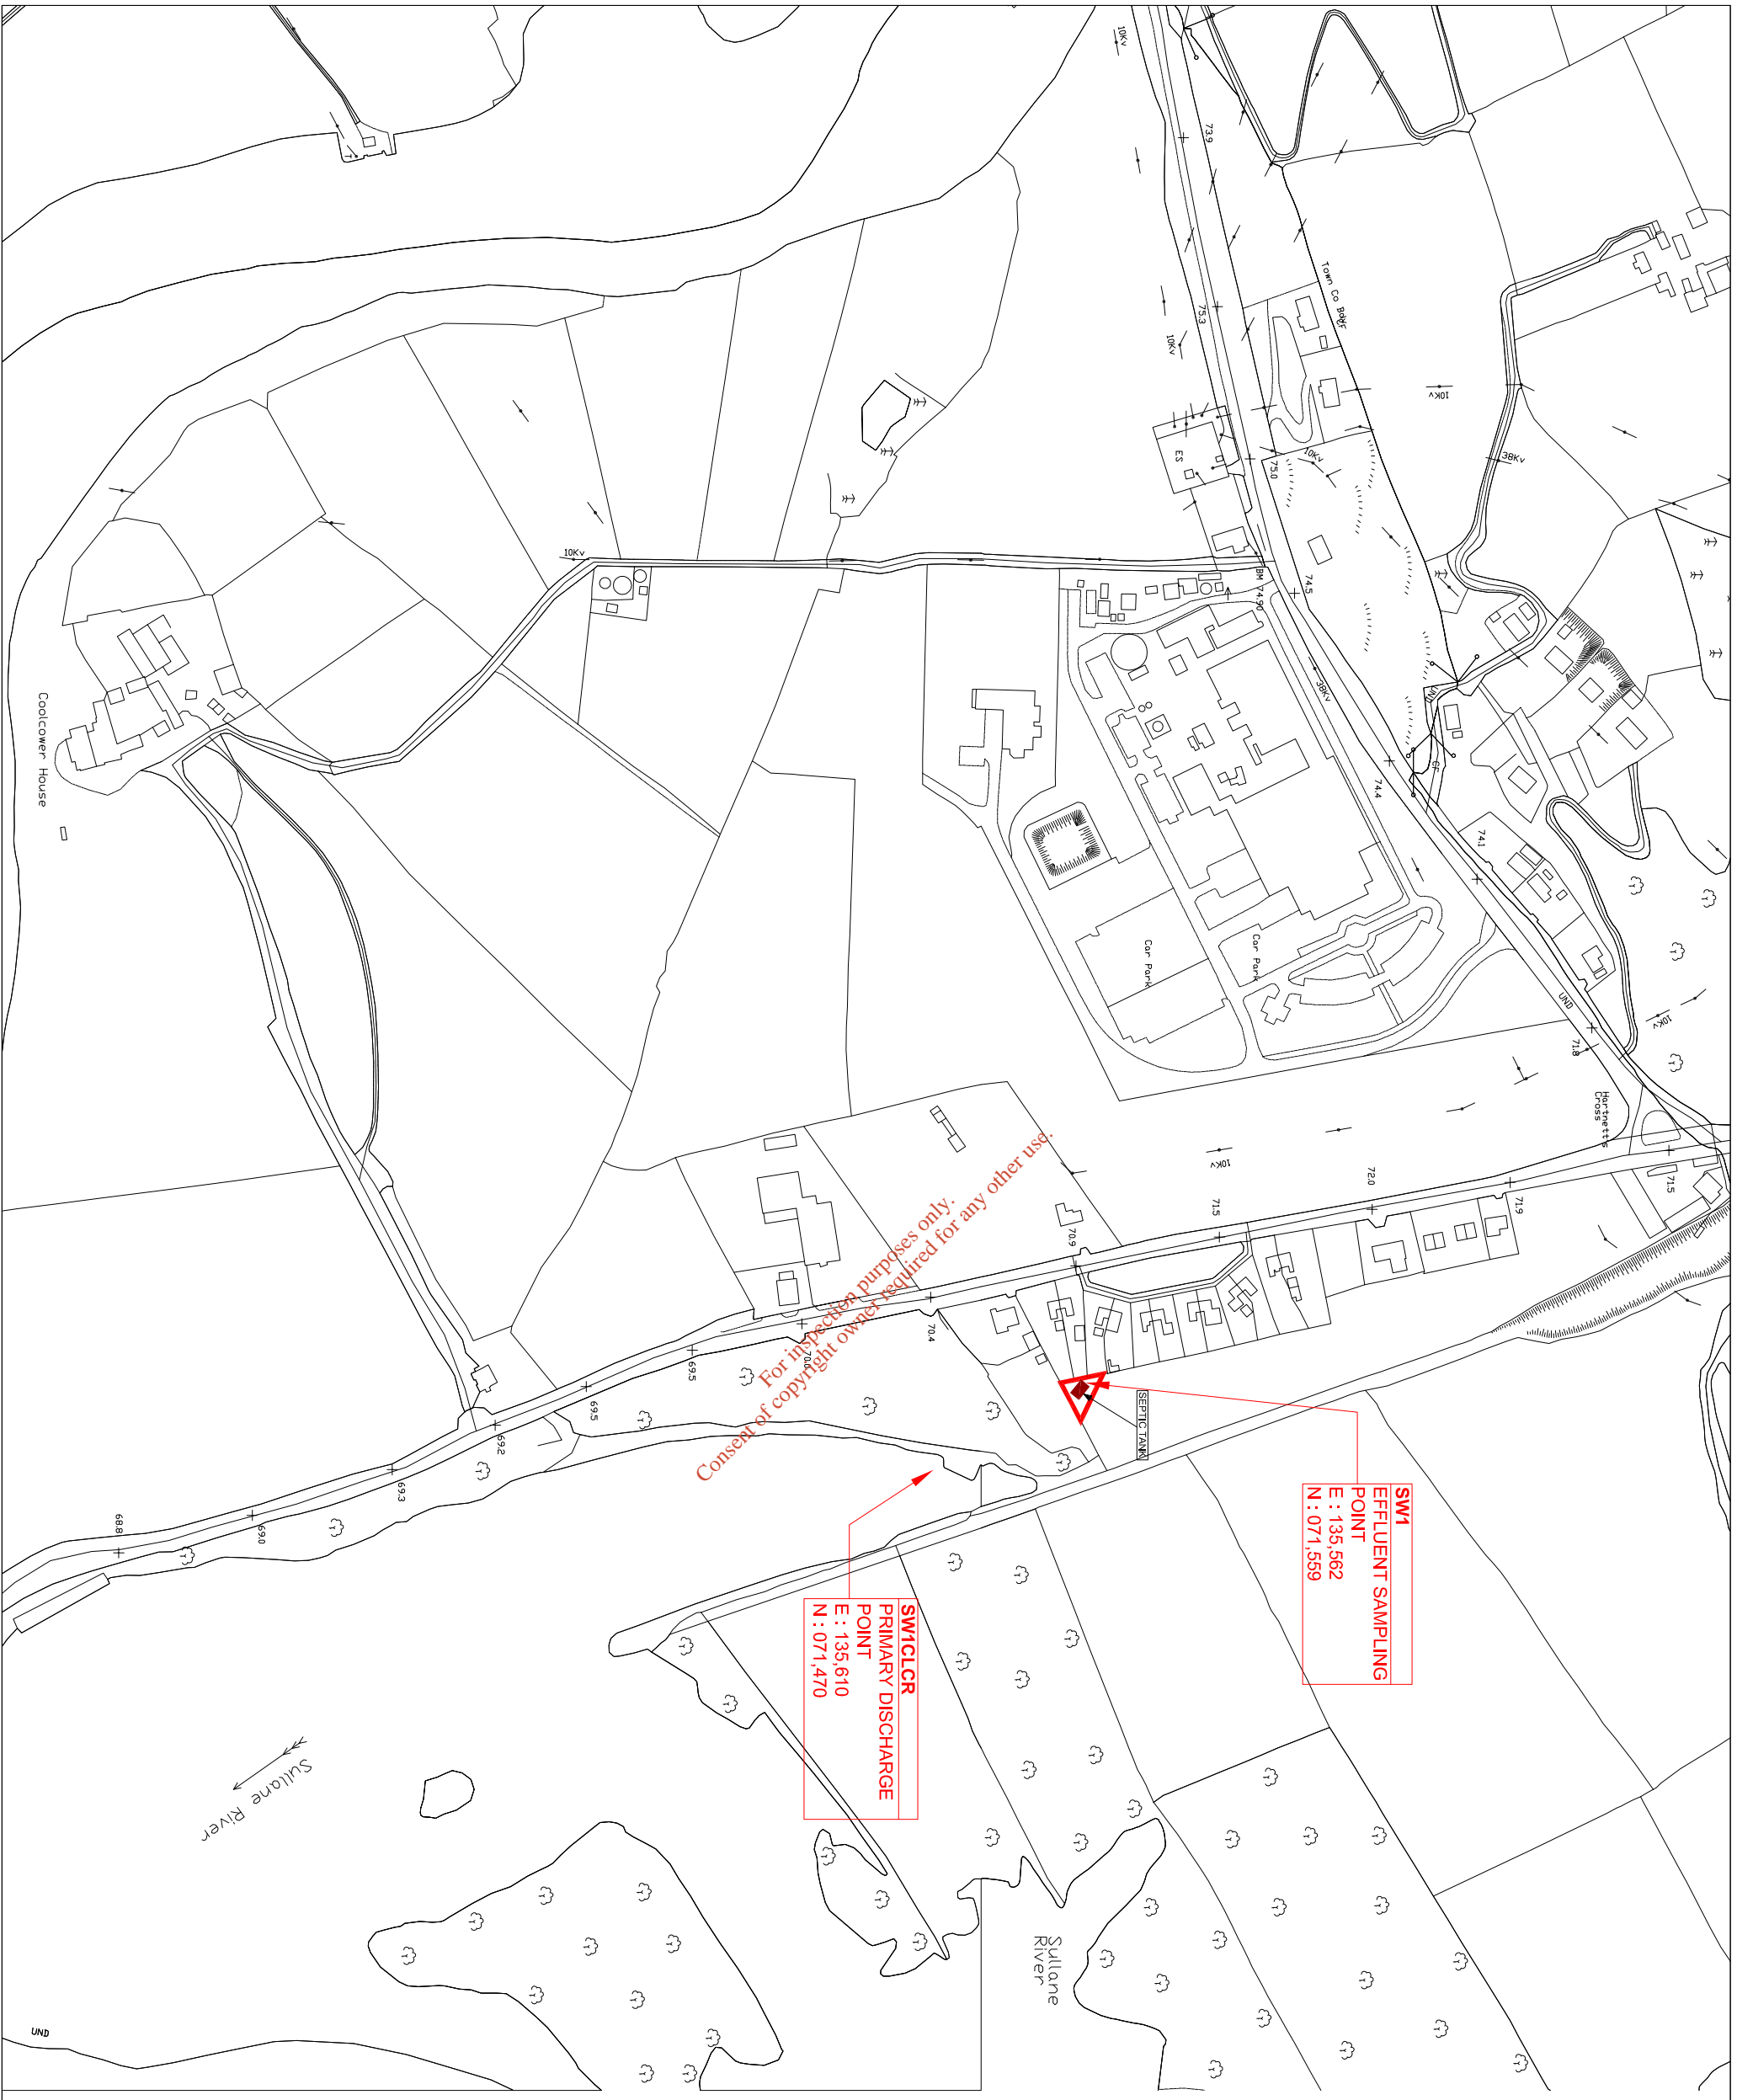 10Kv
73.9
Town Co Bdy
75.3
10Kv
10Kv
38Kv
ES
10Kv
75.0
BM 74.90
74.5
10Kv
UND
CF
38Kv
74.4
74.1
Coolcower House
Car Park
Car Park
UND
10Kv
71.8
Hartnett's
Cross
71.5
10Kv
72.0
71.9
71.5
70.9
70.4
69.5
69.5
69.2
69.3
69.0
68.8
SEPTIC TANK
SW1
EFFLUENT SAMPLING
POINT
E : 135,562
N : 071,559
SW1CLCR
PRIMARY DISCHARGE
POINT
E : 135,610
N : 071,470
Sullane River
Sullane
River
UND
For inspection purposes only.
Consent of copyright owner required for any other use.